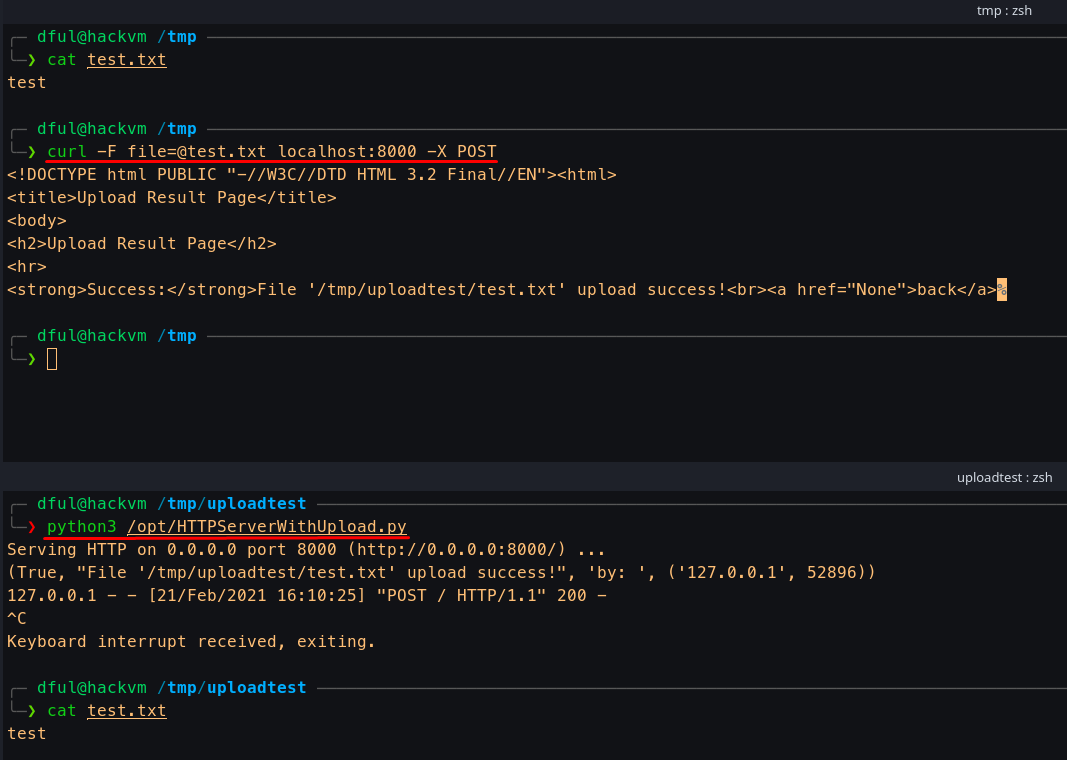 tmp : zsh
dful@hackvm /tmp
❯ cat test.txt
test
dful@hackvm /tmp
❯ curl -F file=@test.txt localhost:8000 -X POST
<!DOCTYPE html PUBLIC "-//W3C//DTD HTML 3.2 Final//EN"><html>
<title>Upload Result Page</title>
<body>
<h2>Upload Result Page</h2>
<hr>
<strong>Success:</strong>File '/tmp/uploadtest/test.txt' upload success!<br><a href="None">back</a>%
dful@hackvm /tmp
❯
uploadtest : zsh
dful@hackvm /tmp/uploadtest
❯ python3 /opt/HTTPServerWithUpload.py
Serving HTTP on 0.0.0.0 port 8000 (http://0.0.0.0:8000/) ...
(True, "File '/tmp/uploadtest/test.txt' upload success!", 'by: ', ('127.0.0.1', 52896))
127.0.0.1 - - [21/Feb/2021 16:10:25] "POST / HTTP/1.1" 200 -
^C
Keyboard interrupt received, exiting.
dful@hackvm /tmp/uploadtest
❯ cat test.txt
test